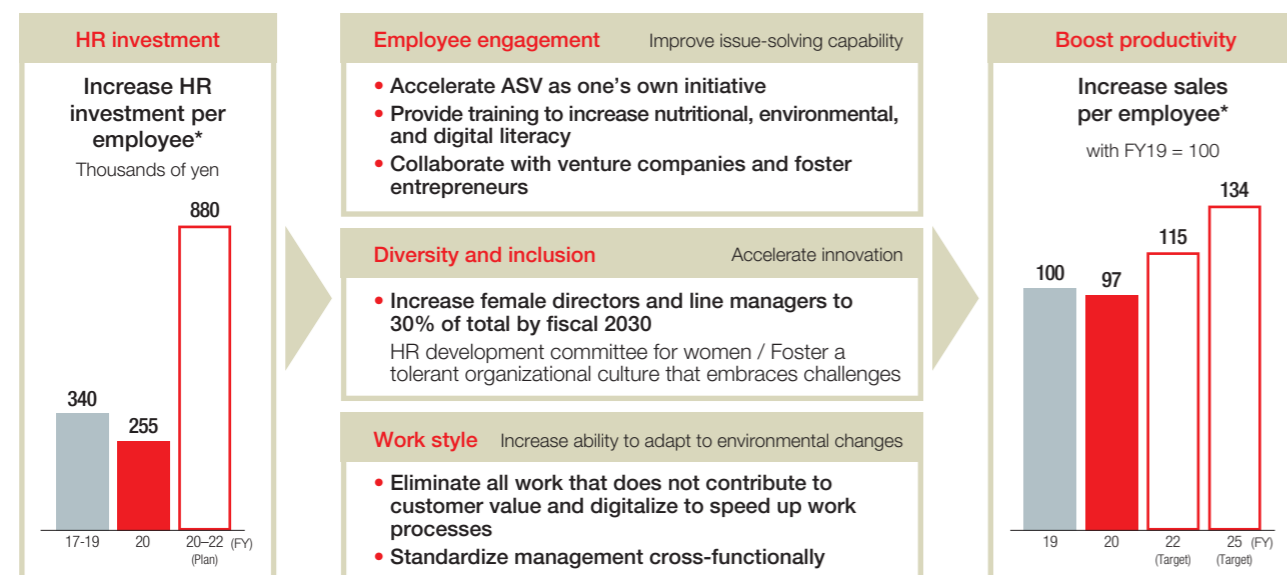 HR investment
Increase HR
investment per
employee*
Thousands of yen
880
340
255
17-19 20 20–22 (FY)
(Plan)
Employee engagement Improve issue-solving capability
• Accelerate ASV as one's own initiative
• Provide training to increase nutritional, environmental,
and digital literacy
• Collaborate with venture companies and foster
entrepreneurs
Diversity and inclusion Accelerate innovation
• Increase female directors and line managers to
30% of total by fiscal 2030
HR development committee for women / Foster a
tolerant organizational culture that embraces challenges
Work style Increase ability to adapt to environmental changes
• Eliminate all work that does not contribute to
customer value and digitalize to speed up work
processes
• Standardize management cross-functionally
Boost productivity
Increase sales
per employee*
with FY19 = 100
134
115
100
97
19 20 22 25 (FY)
(Target) (Target)